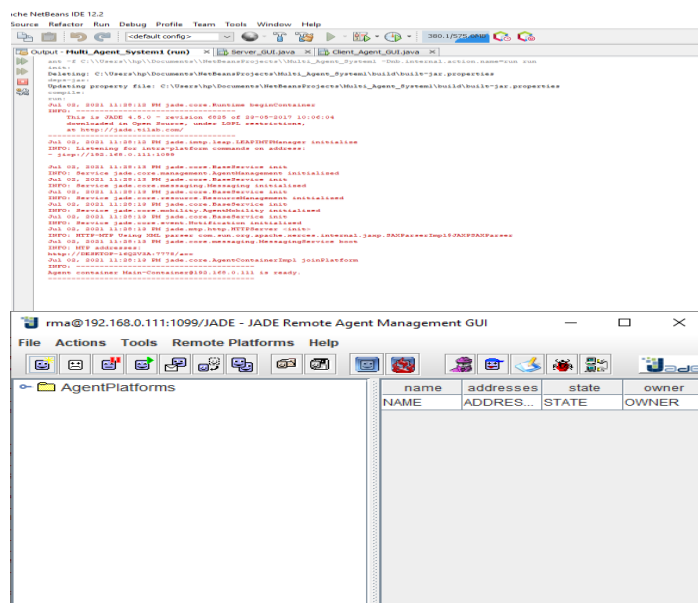 che NetBeans IDE 12.2
Source Refactor Run Debug Profile Team Tools Window Help
<default config>
380.1/575.0MB
Output - Multi_Agent_System1 (run) × Server_GUI.java × Client_Agent_GUI.java ×
ant -f C:\\Users\\hp\\Documents\\NetBeansProjects\\Multi_Agent_System1 -Dnb.internal.action.name=run run
init:
Deleting: C:\Users\hp\Documents\NetBeansProjects\Multi_Agent_System1\build\built-jar.properties
deps-jar:
Updating property file: C:\Users\hp\Documents\NetBeansProjects\Multi_Agent_System1\build\built-jar.properties
compile:
run:
Jul 02, 2021 11:28:12 PM jade.core.Runtime beginContainer
INFO: ----------------------------------
This is JADE 4.5.0 - revision 6825 of 23-05-2017 10:06:04
downloaded in Open Source, under LGPL restrictions,
at http://jade.tilab.com/
----------------------------------------
Jul 02, 2021 11:28:12 PM jade.imtp.leap.LEAPIMTPManager initialize
INFO: Listening for intra-platform commands on address:
- jicp://192.168.0.111:1099
Jul 02, 2021 11:28:13 PM jade.core.BaseService init
INFO: Service jade.core.management.AgentManagement initialized
Jul 02, 2021 11:28:13 PM jade.core.BaseService init
INFO: Service jade.core.messaging.Messaging initialized
Jul 02, 2021 11:28:13 PM jade.core.BaseService init
INFO: Service jade.core.resource.ResourceManagement initialized
Jul 02, 2021 11:28:13 PM jade.core.BaseService init
INFO: Service jade.core.mobility.AgentMobility initialized
Jul 02, 2021 11:28:13 PM jade.core.BaseService init
INFO: Service jade.core.event.Notification initialized
Jul 02, 2021 11:28:13 PM jade.mtp.http.HTTPServer <init>
INFO: HTTP-MTP Using XML parser com.sun.org.apache.xerces.internal.jaxp.SAXParserImpl$JAXPSAXParser
Jul 02, 2021 11:28:13 PM jade.core.messaging.MessagingService boot
INFO: MTP addresses:
Jul 02, 2021 11:28:13 PM jade.core.AgentContainerImpl joinPlatform
INFO: --------------------------------------
Agent container Main-Container@192.168.0.111 is ready.
--------------------------------------------
rma@192.168.0.111:1099/JADE - JADE Remote Agent Management GUI
File Actions Tools Remote Platforms Help
Jade
AgentPlatforms
name addresses state owner
NAME ADDRES... STATE OWNER